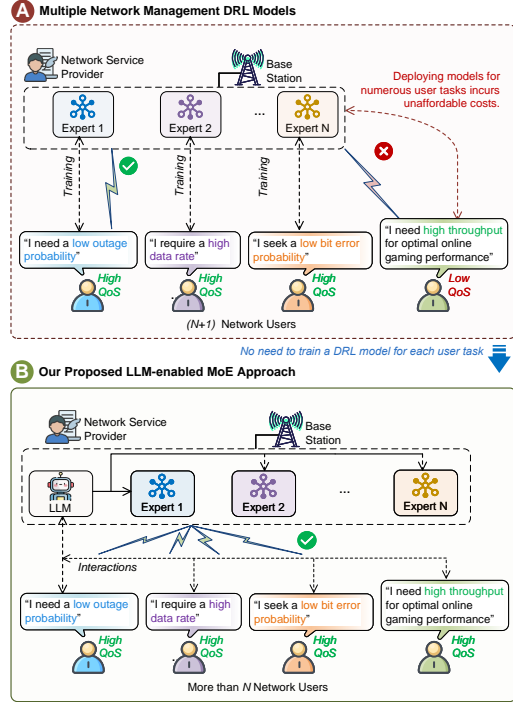 A Multiple Network Management DRL Models
Network Service
Provider
Base
Station
Deploying models for
numerous user tasks incurs
unaffordable costs.
Expert 1
Expert 2
...
Expert N
Training
Training
Training
"I need a low outage
probability"
"I require a high
data rate"
"I seek a low bit error
probability"
"I need high throughput
for optimal online
gaming performance"
High
QoS
High
QoS
High
QoS
Low
QoS
(N+1) Network Users
No need to train a DRL model for each user task
B Our Proposed LLM-enabled MoE Approach
Network Service
Provider
Base
Station
LLM
Expert 1
Expert 2
...
Expert N
Interactions
"I need a low outage
probability"
"I require a high
data rate"
"I seek a low bit error
probability"
"I need high throughput
for optimal online
gaming performance"
High
QoS
High
QoS
High
QoS
High
QoS
More than N Network Users